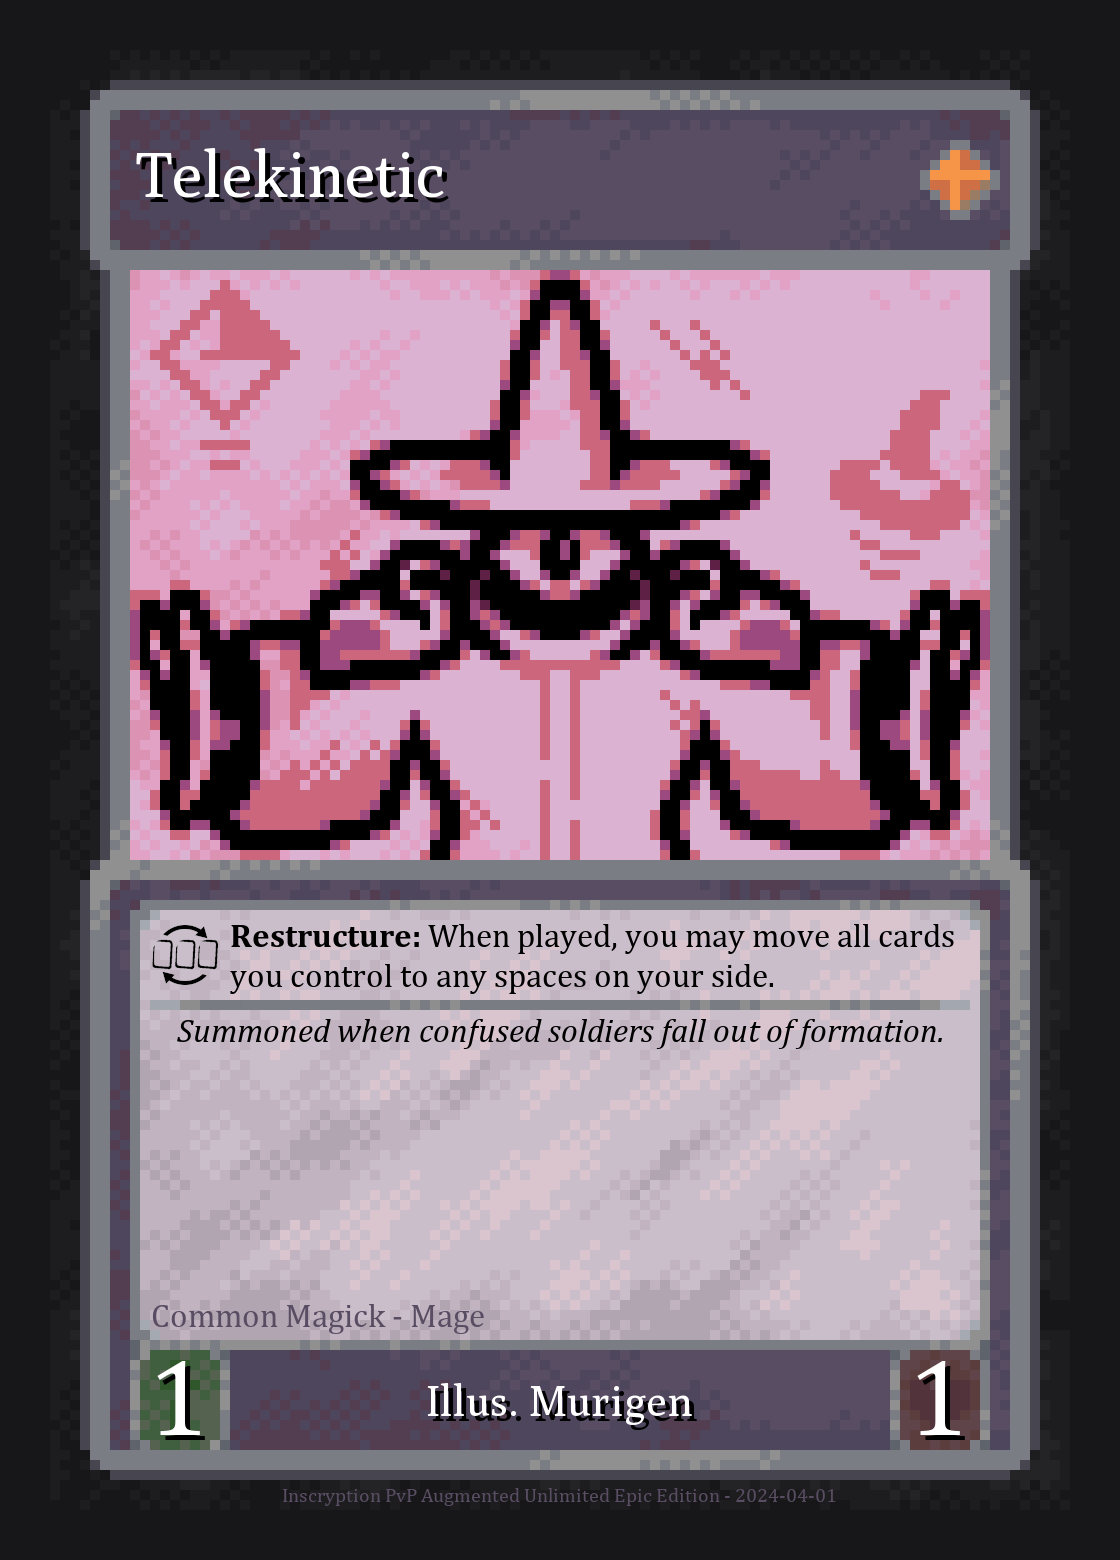 Telekinetic
Restructure: When played, you may move all cards
you control to any spaces on your side.
Summoned when confused soldiers fall out of formation.
Common Magick - Mage
1
Illus. Murigen
1
Inscryption PvP Augmented Unlimited Epic Edition - 2024-04-01